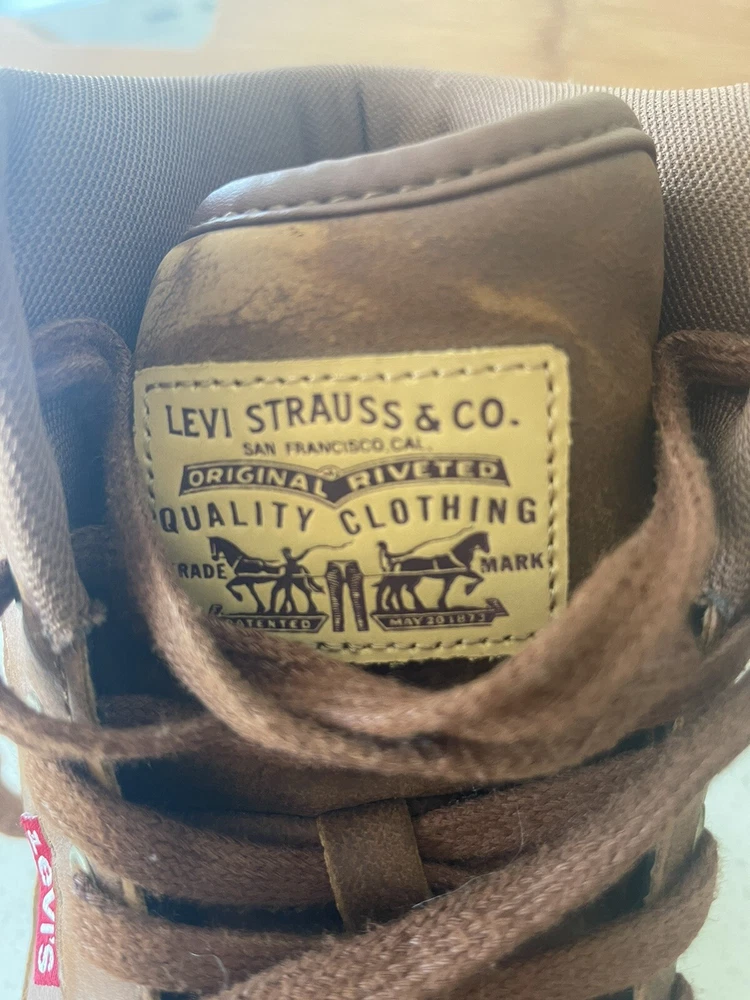 LEVI STRAUSS & CO.
SAN FRANCISCO, CAL.
ORIGINAL RIVETED
QUALITY CLOTHING
TRADE MARK
PATENTED MAY 20 1873
LEVI'S